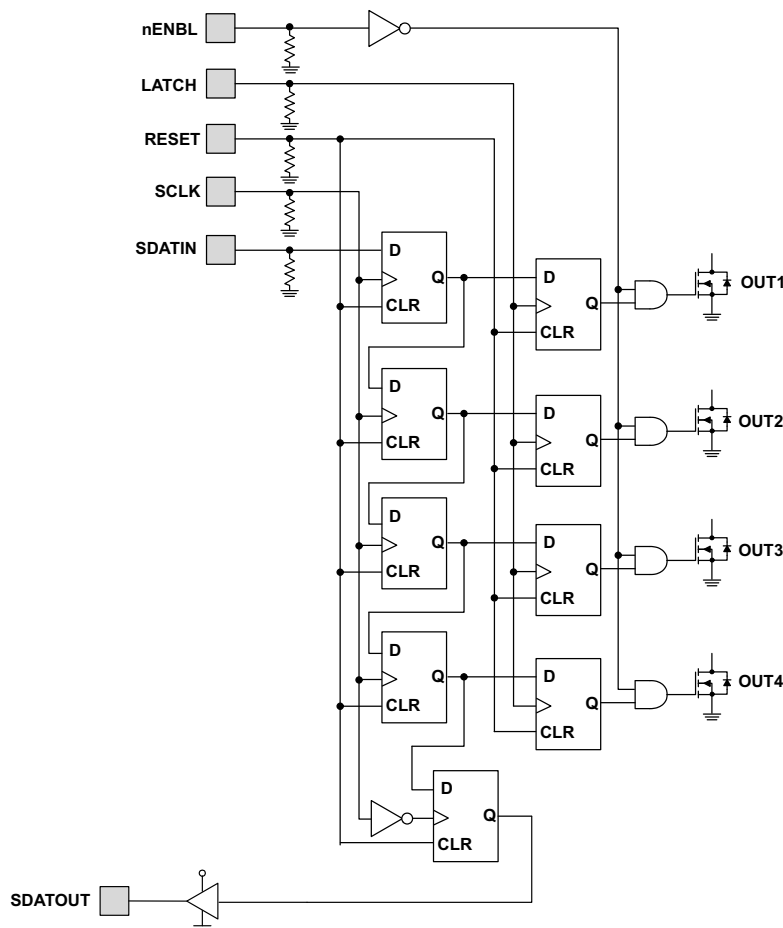 nENBL
LATCH
RESET
SCLK
SDATIN
D
Q
CLR
D
Q
CLR
OUT1
D
Q
CLR
D
Q
CLR
OUT2
D
Q
CLR
D
Q
CLR
OUT3
D
Q
CLR
D
Q
CLR
OUT4
D
Q
CLR
SDATOUT